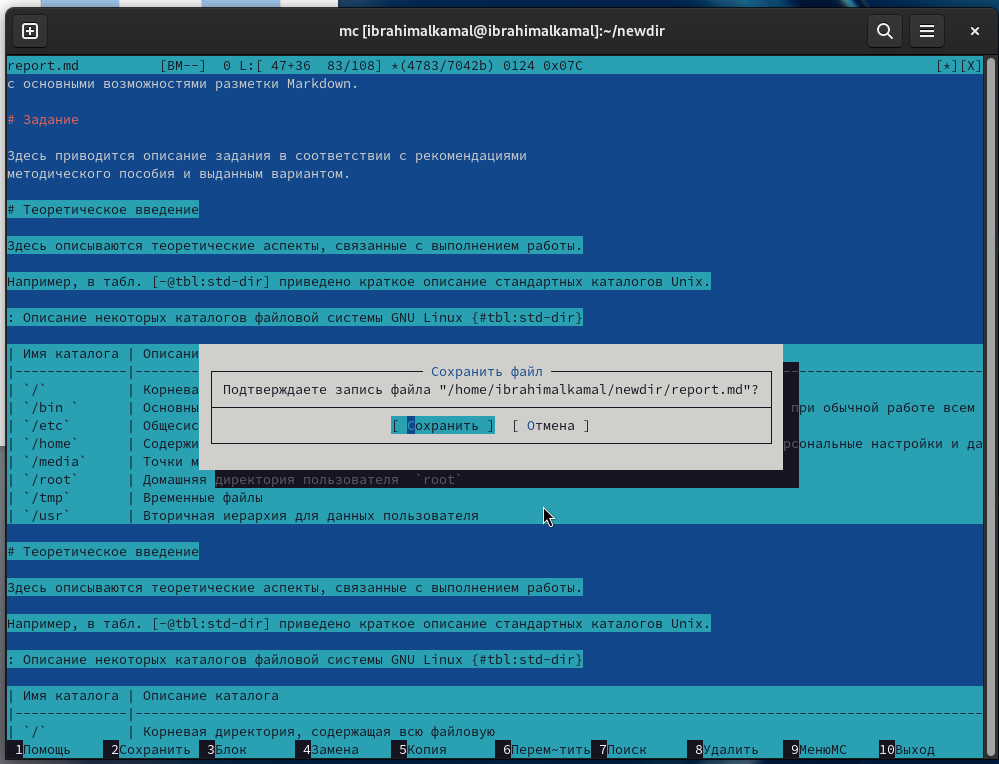 mc [ibrahimalkamal@ibrahimalkamal]:~/newdir
report.md [BM--] 0 L:[ 47+36 83/108] *(4783/7042b) 0124 0x07C [*][X]
с основными возможностями разметки Markdown.
# Задание
Здесь приводится описание задания в соответствии с рекомендациями
методического пособия и выданным вариантом.
# Теоретическое введение
Здесь описываются теоретические аспекты, связанные с выполнением работы.
Например, в табл. [-@tbl:std-dir] приведено краткое описание стандартных каталогов Unix.
: Описание некоторых каталогов файловой системы GNU Linux {#tbl:std-dir}
| Имя каталога | Описани
|--------------|
Сохранить файл
| `/` | Корнева
Подтверждаете запись файла "/home/ibrahimalkamal/newdir/report.md"?
| `/bin ` | Основны при обычной работе всем
| `/etc` | Общесис
[ Сохранить ] [ Отмена ]
| `/home` | Содержи рсональные настройки и да
| `/media` | Точки м
| `/root` | Домашняя директория пользователя `root`
| `/tmp` | Временные файлы
| `/usr` | Вторичная иерархия для данных пользователя
# Теоретическое введение
Здесь описываются теоретические аспекты, связанные с выполнением работы.
Например, в табл. [-@tbl:std-dir] приведено краткое описание стандартных каталогов Unix.
: Описание некоторых каталогов файловой системы GNU Linux {#tbl:std-dir}
| Имя каталога | Описание каталога
|--------------|
| `/` | Корневая директория, содержащая всю файловую
1Помощь 2Сохранить 3Блок 4Замена 5Копия 6Перем~тить 7Поиск 8Удалить 9МенюMC 10Выход